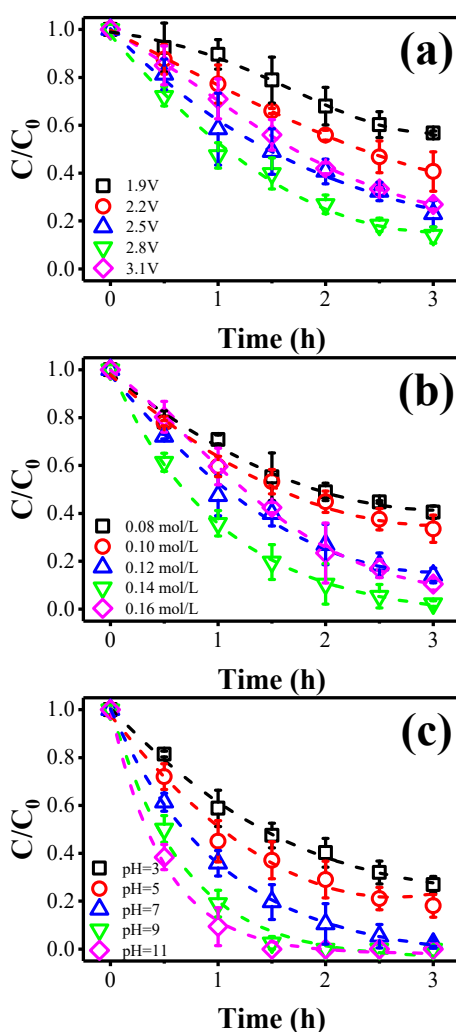 (a)
C/C0
1.0
0.8
0.6
0.4
0.2
0.0
1.9V
2.2V
2.5V
2.8V
3.1V
0 1 2 3
Time (h)
(b)
C/C0
1.0
0.8
0.6
0.4
0.2
0.0
0.08 mol/L
0.10 mol/L
0.12 mol/L
0.14 mol/L
0.16 mol/L
0 1 2 3
Time (h)
(c)
C/C0
1.0
0.8
0.6
0.4
0.2
0.0
pH=3
pH=5
pH=7
pH=9
pH=11
0 1 2 3
Time (h)